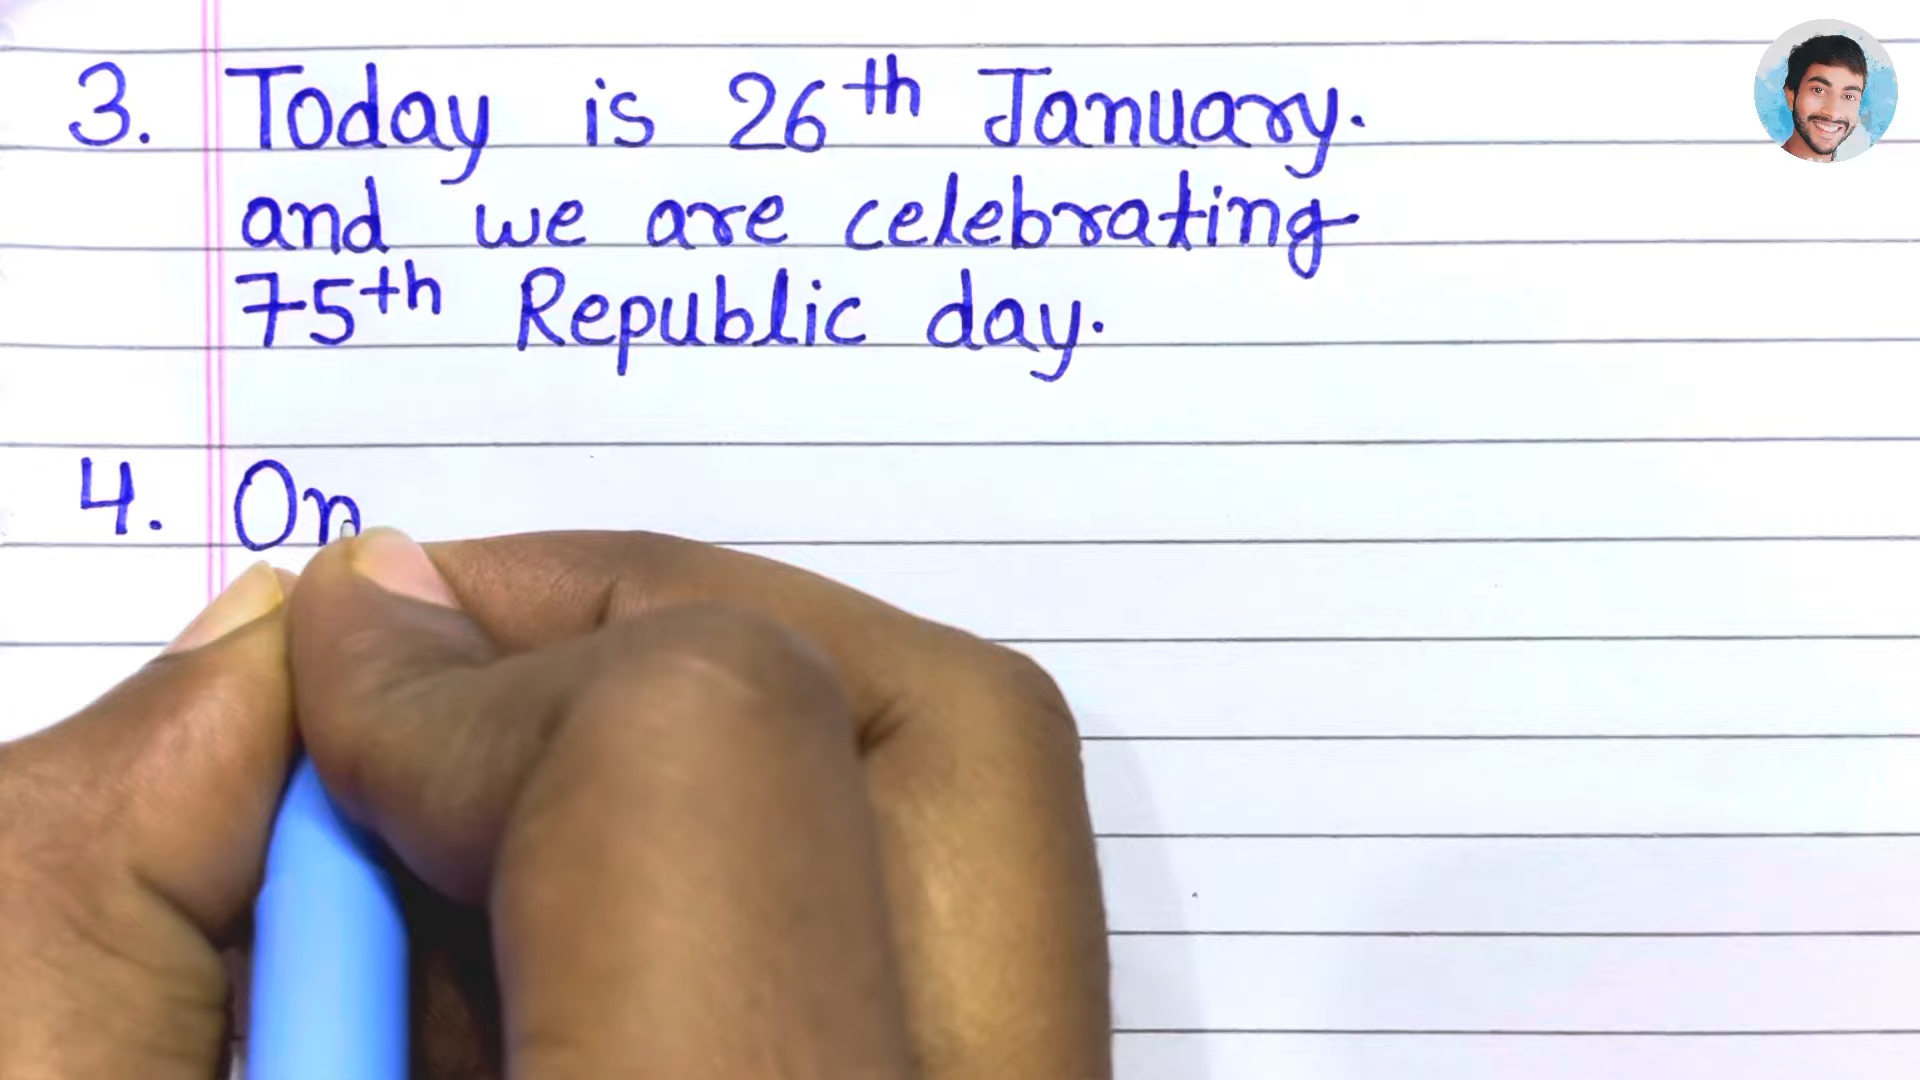 3. Today is 26th January.
and we are celebrating
75th Republic day.
4. On